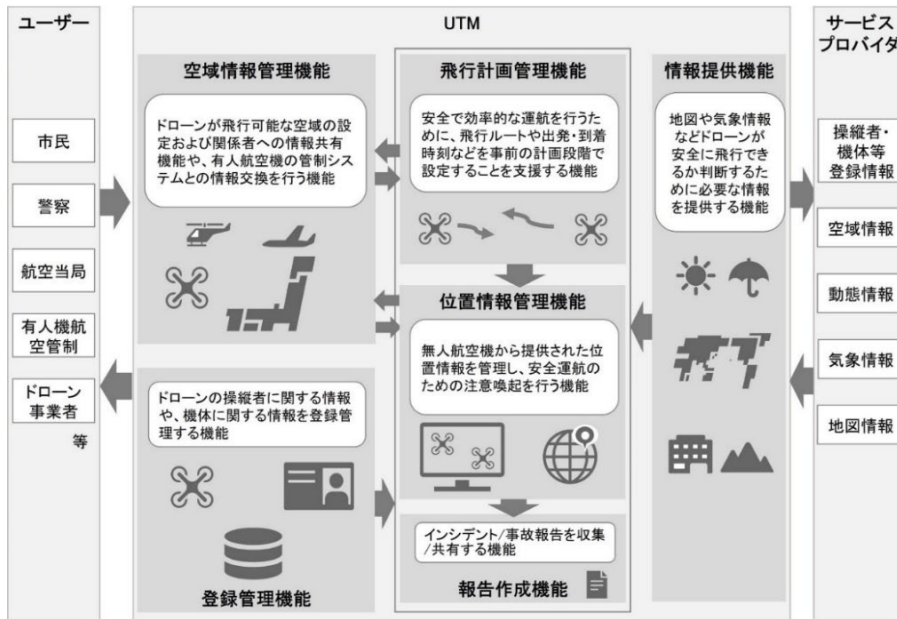 ユーザー
市民
警察
航空当局
有人機航
空管制
ドローン
事業者
等
UTM
空域情報管理機能
ドローンが飛行可能な空域の設
定および関係者への情報共有
機能や、有人航空機の管制シス
テムとの情報交換を行う機能
飛行計画管理機能
安全で効率的な運航を行うた
めに、飛行ルートや出発・到着
時刻などを事前の計画段階で
設定することを支援する機能
位置情報管理機能
無人航空機から提供された位
置情報を管理し、安全運航の
ための注意喚起を行う機能
ドローンの操縦者に関する情報
や、機体に関する情報を登録管
理する機能
登録管理機能
インシデント/事故報告を収集
/共有する機能
報告作成機能
情報提供機能
地図や気象情報
などドローンが
安全に飛行でき
るか判断するた
めに必要な情報
を提供する機能
サービス
プロバイダ
操縦者・
機体等
登録情報
空域情報
動態情報
気象情報
地図情報